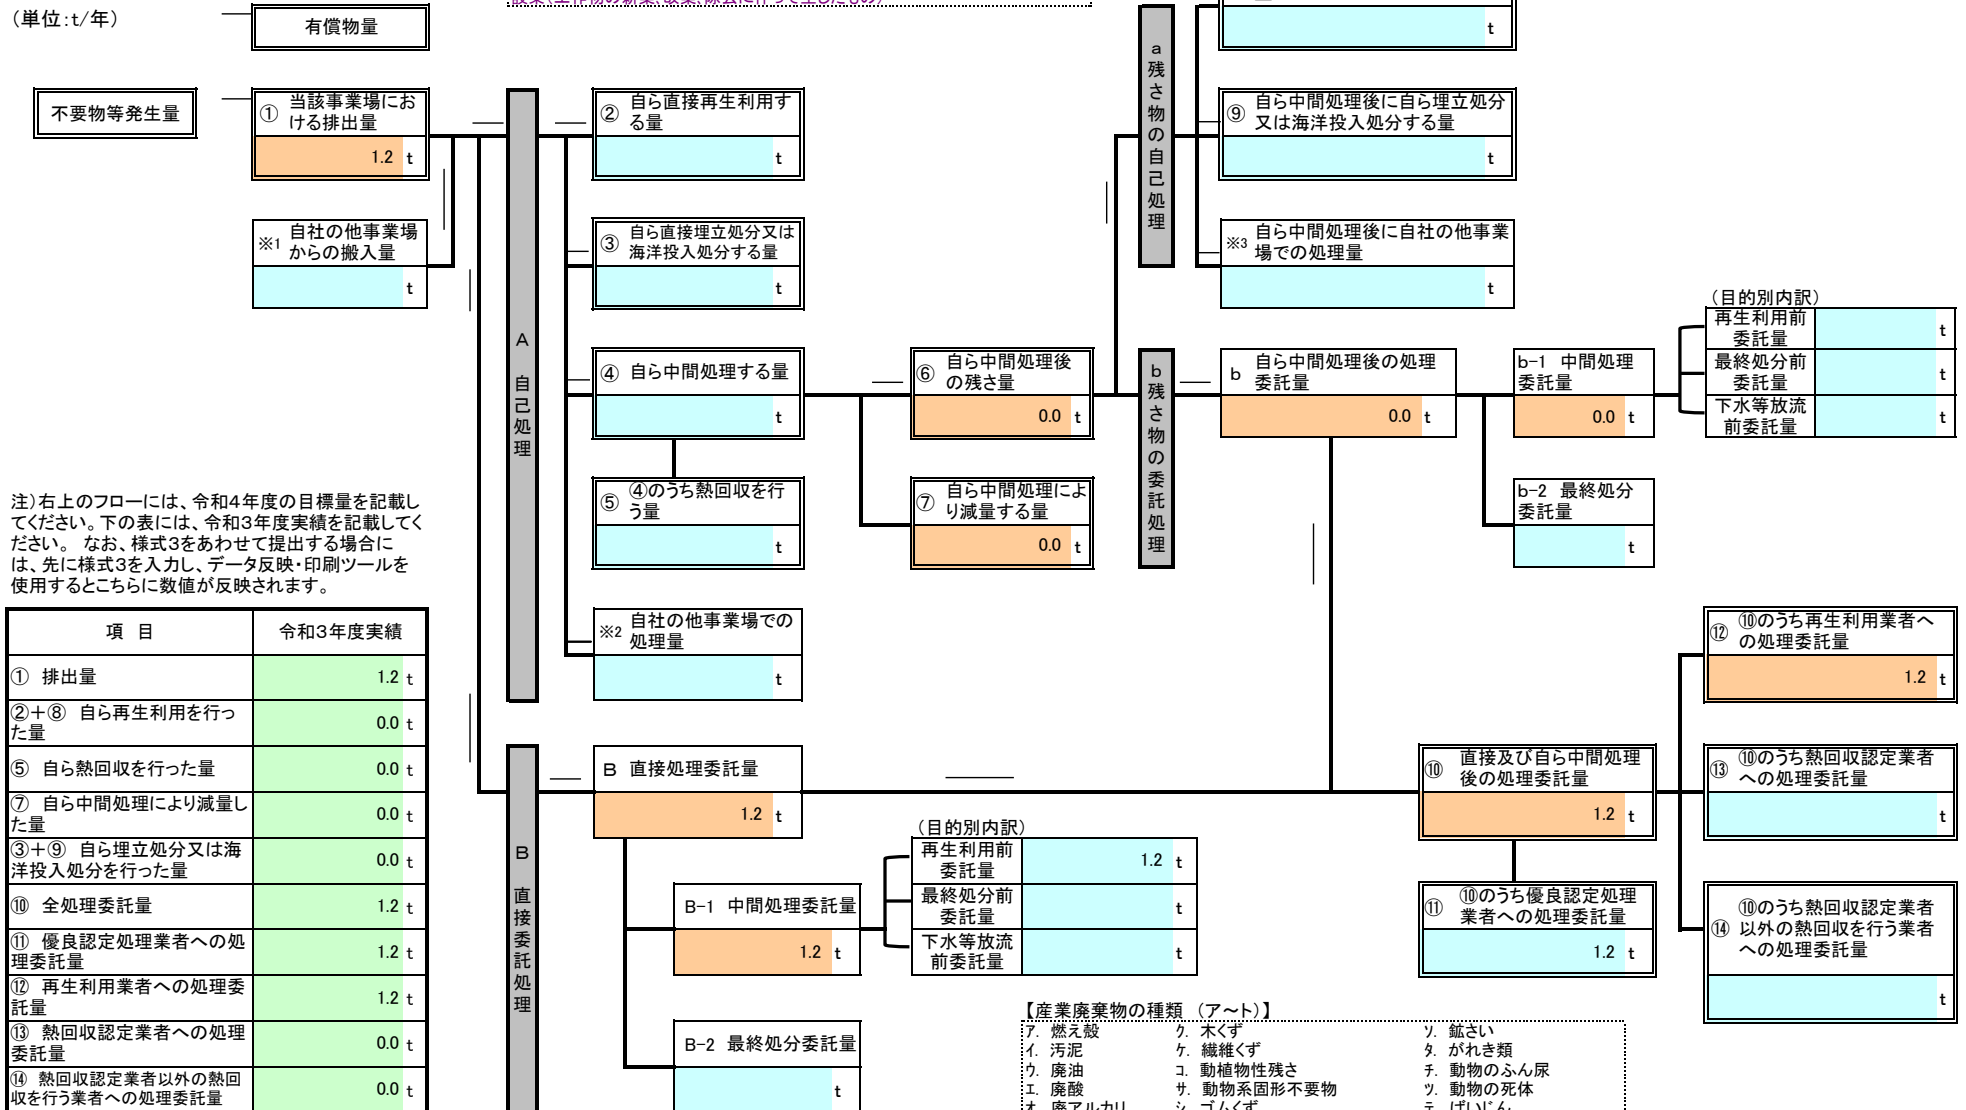 （単位：t/年）
有償物量
t
不要物等発生量
① 当該事業場にお
ける排出量
1.2 t
※1 自社の他事業場
からの搬入量
t
A 自己処理
② 自ら直接再生利用す
る量
t
③ 自ら直接埋立処分又は
海洋投入処分する量
t
④ 自ら中間処理する量
t
⑤ ④のうち熱回収を行
う量
t
※2 自社の他事業場での
処理量
t
⑥ 自ら中間処理後
の残さ量
0.0 t
⑦ 自ら中間処理によ
り減量する量
0.0 t
a 残さ物の自己処理
⑨ 自ら中間処理後に自ら埋立処分
又は海洋投入処分する量
t
※3 自ら中間処理後に自社の他事業
場での処理量
t
b 残さ物の委託処理
b 自ら中間処理後の処理
委託量
0.0 t
b-1 中間処理
委託量
0.0 t
b-2 最終処分
委託量
t
（目的別内訳）
再生利用前
委託量 t
最終処分前
委託量 t
下水等放流
前委託量 t
注）右上のフローには、令和4年度の目標量を記載し
てください。下の表には、令和3年度実績を記載してく
ださい。 なお、様式3をあわせて提出する場合に
は、先に様式3を入力し、データ反映・印刷ツールを
使用するとこちらに数値が反映されます。
項 目 令和3年度実績
① 排出量 1.2 t
②＋⑧ 自ら再生利用を行っ
た量 0.0 t
⑤ 自ら熱回収を行った量 0.0 t
⑦ 自ら中間処理により減量し
た量 0.0 t
③＋⑨ 自ら埋立処分又は海
洋投入処分を行った量 0.0 t
⑩ 全処理委託量 1.2 t
⑪ 優良認定処理業者への処
理委託量 1.2 t
⑫ 再生利用業者への処理委
託量 1.2 t
⑬ 熱回収認定業者への処理
委託量 0.0 t
⑭ 熱回収認定業者以外の熱回
収を行う業者への処理委託量 0.0 t
B 直接委託処理
B 直接処理委託量
1.2 t
B-1 中間処理委託量
1.2 t
B-2 最終処分委託量
t
（目的別内訳）
再生利用前
委託量 1.2 t
最終処分前
委託量 t
下水等放流
前委託量 t
⑩ 直接及び自ら中間処理
後の処理委託量
1.2 t
⑪ ⑩のうち優良認定処理
業者への処理委託量
1.2 t
⑫ ⑩のうち再生利用業者へ
の処理委託量
1.2 t
⑬ ⑩のうち熱回収認定業者
への処理委託量
t
⑭ ⑩のうち熱回収認定業者
以外の熱回収を行う業者
への処理委託量
t
【産業廃棄物の種類 （ア～ト）】
ア. 燃え殻 ク. 木くず ソ. 鉱さい
イ. 汚泥 ケ. 繊維くず タ. がれき類
ウ. 廃油 コ. 動植物性残さ チ. 動物のふん尿
エ. 廃酸 サ. 動物系固形不要物 ツ. 動物の死体
オ. 廃アルカリ シ. ゴムくず テ. ばいじん